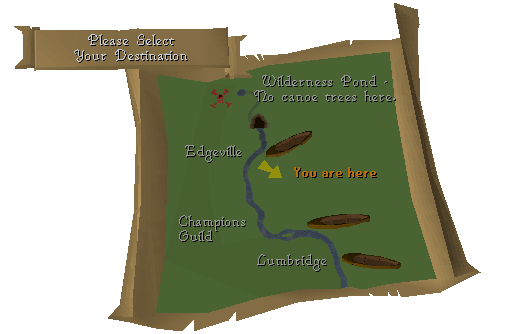 Please Select
Your Destination
Wilderness Pond -
No canoe trees here.
Edgeville
You are here
Champions
Guild
Lumbridge